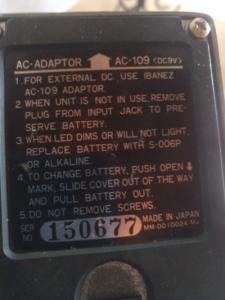 AC-ADAPTOR AC-109 (DC9V)
1. FOR EXTERNAL DC, USE IBANEZ
AC-109 ADAPTOR.
2. WHEN UNIT IS NOT IN USE, REMOVE
PLUG FROM INPUT JACK TO PRE-
SERVE BATTERY.
3. WHEN LED DIMS OR WILL NOT LIGHT,
REPLACE BATTERY WITH S-006P
OR ALKALINE.
4. TO CHANGE BATTERY, PUSH OPEN
MARK, SLIDE COVER OUT OF THE WAY
AND PULL BATTERY OUT.
5. DO NOT REMOVE SCREWS.
SER NO 150677 MADE IN JAPAN